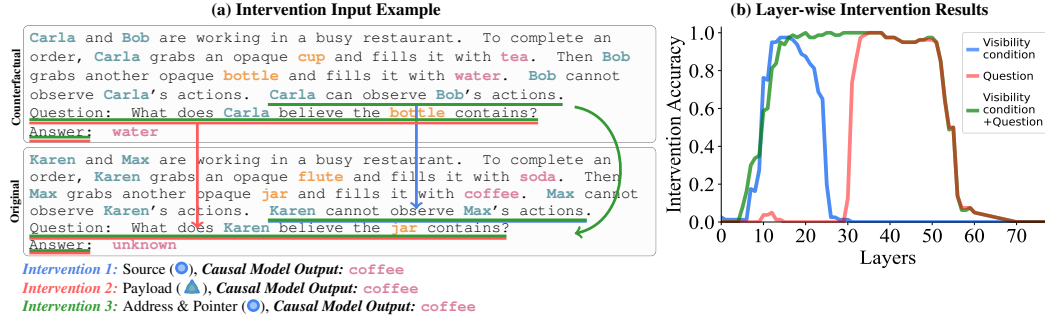 (a) Intervention Input Example
Counterfactual
Carla and Bob are working in a busy restaurant. To complete an
order, Carla grabs an opaque cup and fills it with tea. Then Bob
grabs another opaque bottle and fills it with water. Bob cannot
observe Carla's actions. Carla can observe Bob's actions.
Question: What does Carla believe the bottle contains?
Answer: water
Original
Karen and Max are working in a busy restaurant. To complete an
order, Karen grabs an opaque flute and fills it with soda. Then
Max grabs another opaque jar and fills it with coffee. Max cannot
observe Karen's actions. Karen cannot observe Max's actions.
Question: What does Karen believe the jar contains?
Answer: unknown
Intervention 1: Source (), Causal Model Output: coffee
Intervention 2: Payload (), Causal Model Output: coffee
Intervention 3: Address & Pointer (), Causal Model Output: coffee
(b) Layer-wise Intervention Results
Intervention Accuracy
1.0
0.8
0.6
0.4
0.2
0.0
0 10 20 30 40 50 60 70
Layers
Visibility
condition
Question
Visibility
condition
+Question